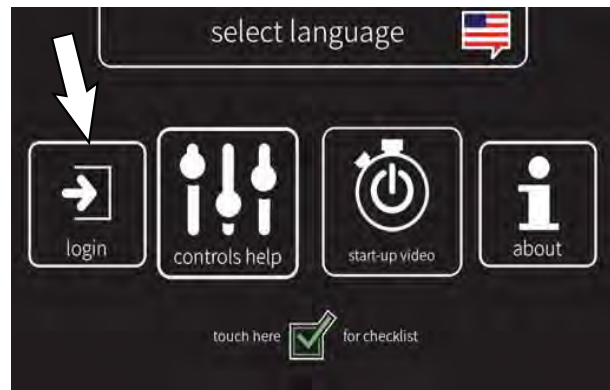 select language
login
controls help
start-up video
about
touch here for checklist